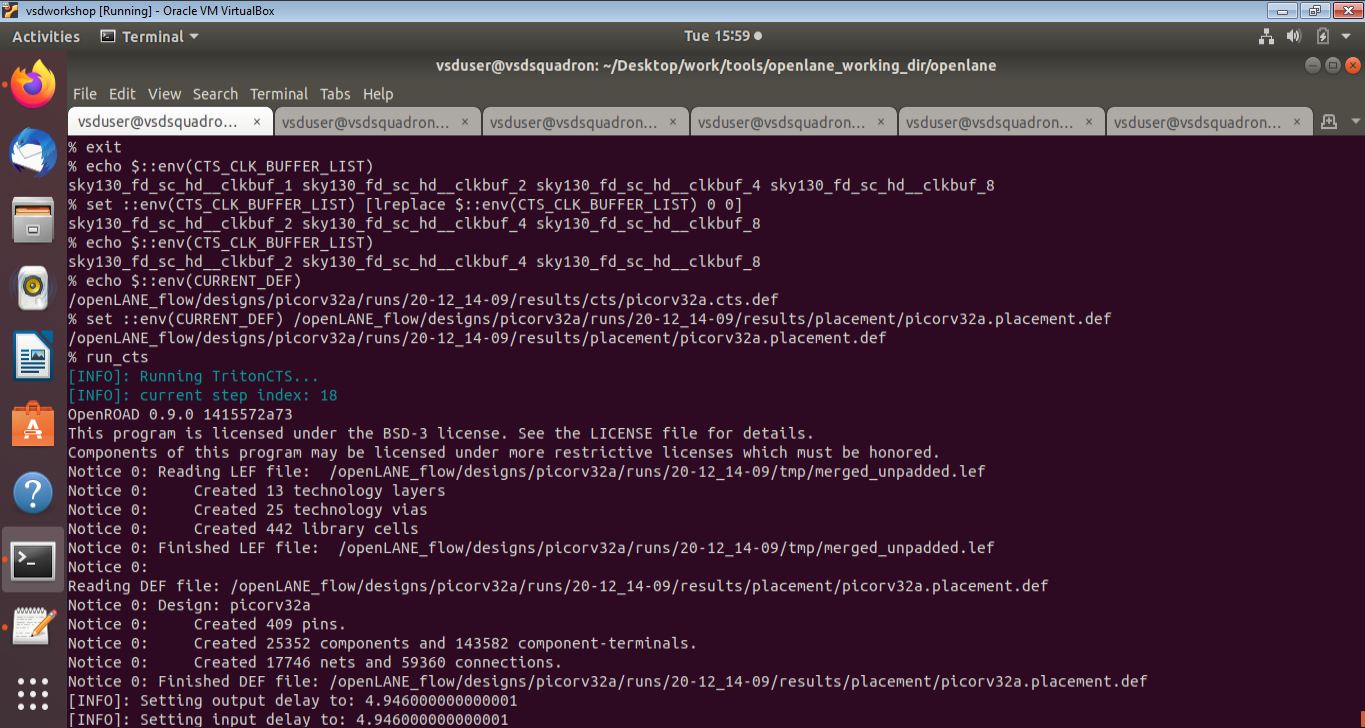 vsdworkshop [Running] - Oracle VM VirtualBox
Activities Terminal Tue 15:59
vsduser@vsdsquadron: ~/Desktop/work/tools/openlane_working_dir/openlane
File Edit View Search Terminal Tabs Help
vsduser@vsdsquadro... × vsduser@vsdsquadron... × vsduser@vsdsquadron... × vsduser@vsdsquadron... × vsduser@vsdsquadron... × vsduser@vsdsquadron... ×
% exit
% echo $::env(CTS_CLK_BUFFER_LIST)
sky130_fd_sc_hd__clkbuf_1 sky130_fd_sc_hd__clkbuf_2 sky130_fd_sc_hd__clkbuf_4 sky130_fd_sc_hd__clkbuf_8
% set ::env(CTS_CLK_BUFFER_LIST) [lreplace $::env(CTS_CLK_BUFFER_LIST) 0 0]
sky130_fd_sc_hd__clkbuf_2 sky130_fd_sc_hd__clkbuf_4 sky130_fd_sc_hd__clkbuf_8
% echo $::env(CTS_CLK_BUFFER_LIST)
sky130_fd_sc_hd__clkbuf_2 sky130_fd_sc_hd__clkbuf_4 sky130_fd_sc_hd__clkbuf_8
% echo $::env(CURRENT_DEF)
/openLANE_flow/designs/picorv32a/runs/20-12_14-09/results/cts/picorv32a.cts.def
% set ::env(CURRENT_DEF) /openLANE_flow/designs/picorv32a/runs/20-12_14-09/results/placement/picorv32a.placement.def
/openLANE_flow/designs/picorv32a/runs/20-12_14-09/results/placement/picorv32a.placement.def
% run_cts
[INFO]: Running TritonCTS...
[INFO]: current step index: 18
OpenROAD 0.9.0 1415572a73
This program is licensed under the BSD-3 license. See the LICENSE file for details.
Components of this program may be licensed under more restrictive licenses which must be honored.
Notice 0: Reading LEF file:  /openLANE_flow/designs/picorv32a/runs/20-12_14-09/tmp/merged_unpadded.lef
Notice 0:     Created 13 technology layers
Notice 0:     Created 25 technology vias
Notice 0:     Created 442 library cells
Notice 0: Finished LEF file:  /openLANE_flow/designs/picorv32a/runs/20-12_14-09/tmp/merged_unpadded.lef
Notice 0:
Reading DEF file: /openLANE_flow/designs/picorv32a/runs/20-12_14-09/results/placement/picorv32a.placement.def
Notice 0: Design: picorv32a
Notice 0:     Created 409 pins.
Notice 0:     Created 25352 components and 143582 component-terminals.
Notice 0:     Created 17746 nets and 59360 connections.
Notice 0: Finished DEF file: /openLANE_flow/designs/picorv32a/runs/20-12_14-09/results/placement/picorv32a.placement.def
[INFO]: Setting output delay to: 4.946000000000001
[INFO]: Setting input delay to: 4.946000000000001